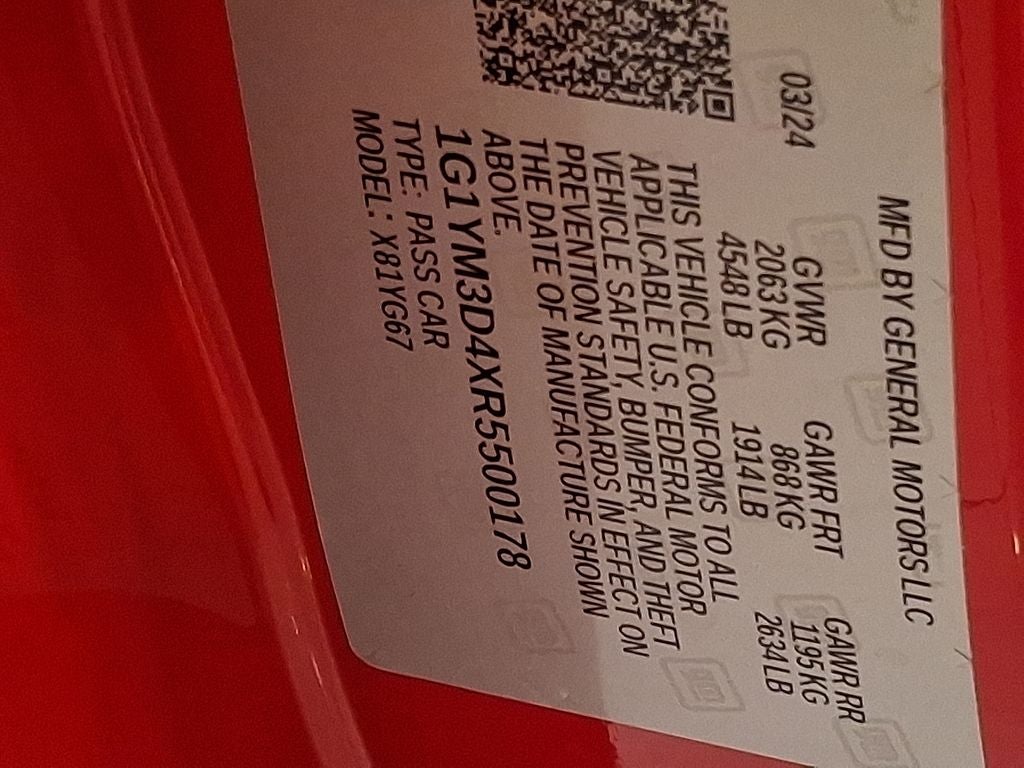 MFD BY GENERAL MOTORS LLC
03/24 GVWR GAWR FRT GAWR RR
2063 KG 868 KG 1195 KG
4548 LB 1914 LB 2634 LB
THIS VEHICLE CONFORMS TO ALL
APPLICABLE U.S. FEDERAL MOTOR
VEHICLE SAFETY, BUMPER, AND THEFT
PREVENTION STANDARDS IN EFFECT ON
THE DATE OF MANUFACTURE SHOWN
ABOVE.
1G1YM3D4XR5500178
TYPE: PASS CAR
MODEL: X81YG67